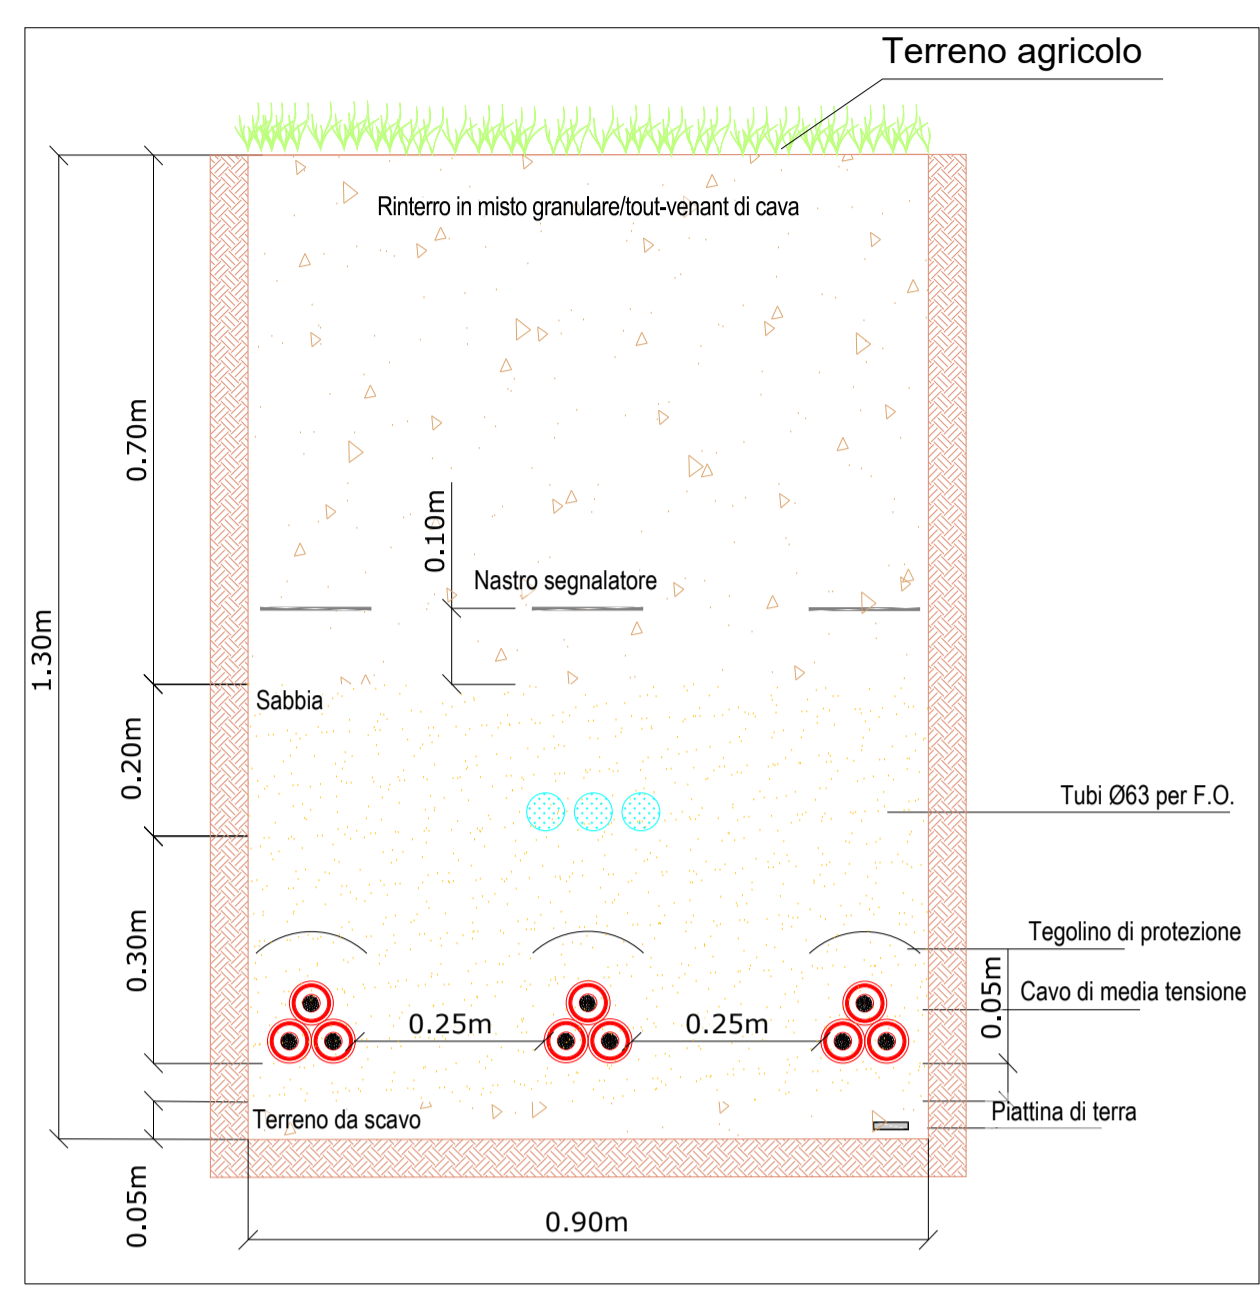 Terreno agricolo
Rinterro in misto granulare/tout-venant di cava
0.70m
0.10m
Nastro segnalatore
1.30m
Sabbia
0.20m
Tubi Ø63 per F.O.
0.30m
Tegolino di protezione
0.05m
Cavo di media tensione
0.25m
0.25m
Terreno da scavo
Piattina di terra
0.05m
0.90m